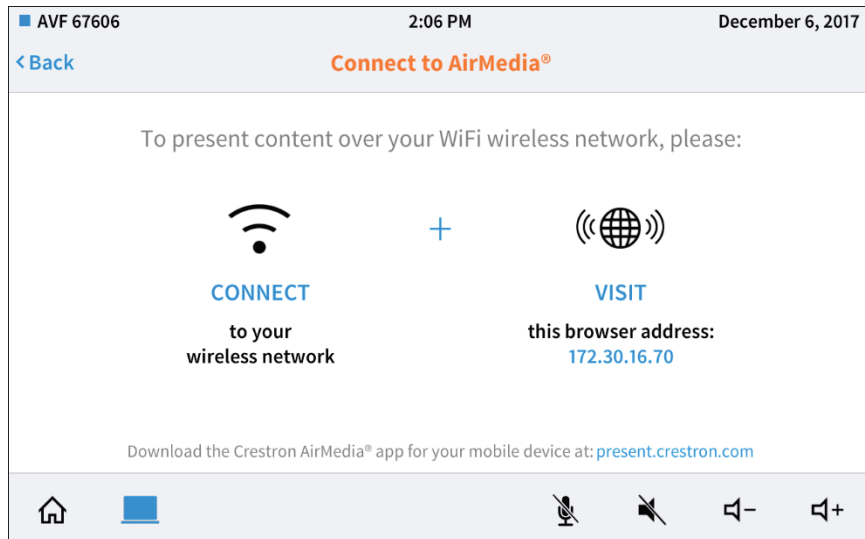 AVF 67606 2:06 PM December 6, 2017
Back Connect to AirMedia®
To present content over your WiFi wireless network, please:
CONNECT
to your
wireless network
VISIT
this browser address:
172.30.16.70
Download the Crestron AirMedia® app for your mobile device at: present.crestron.com